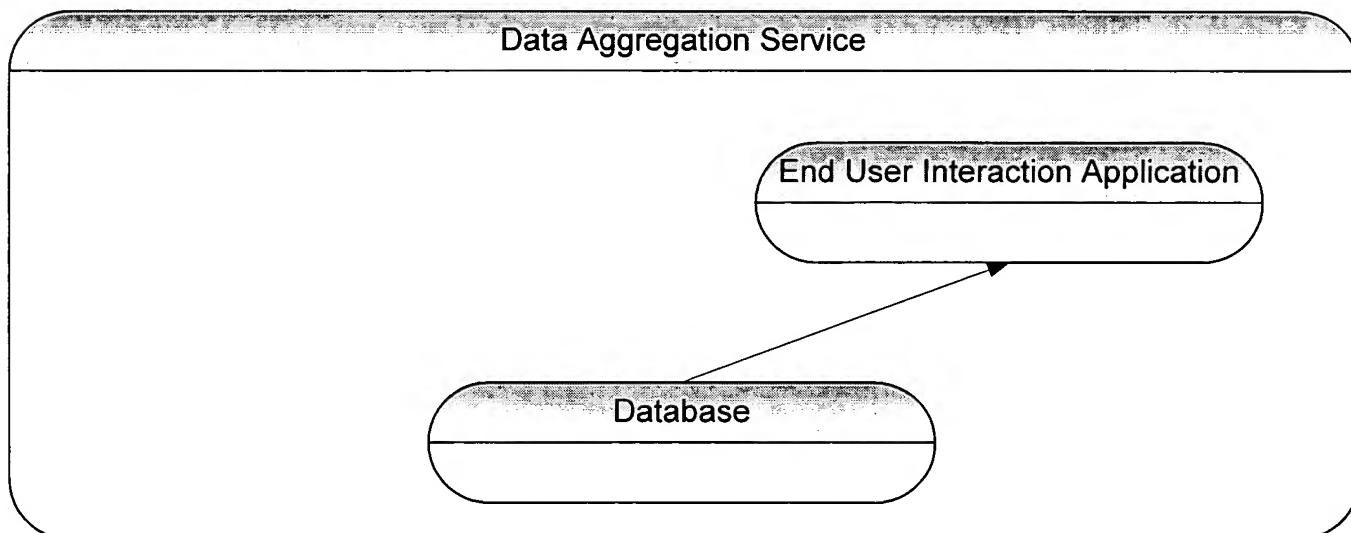 Data Aggregation Service
End User Interaction Application
Database